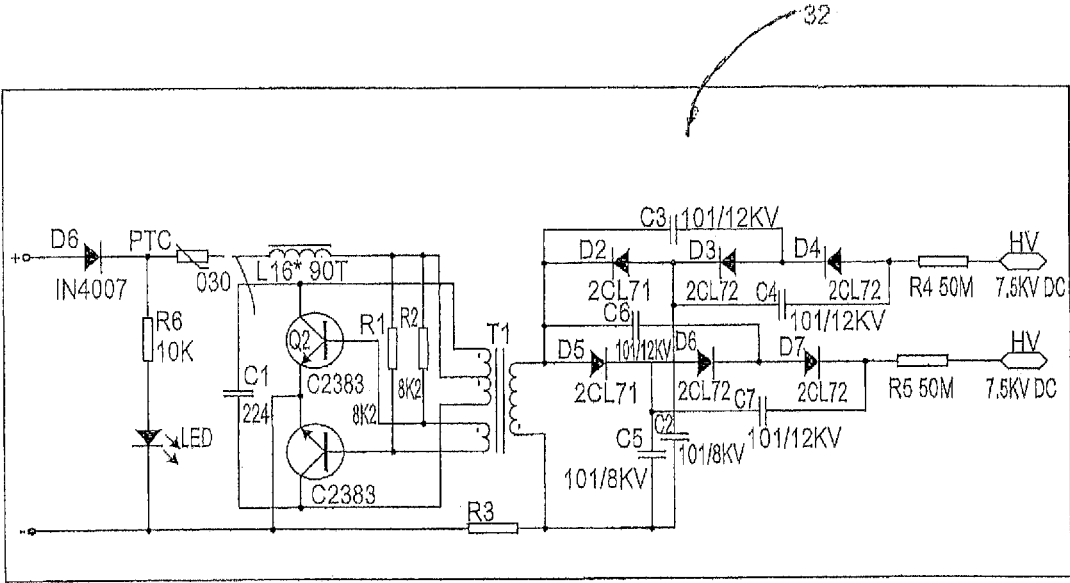 32
C3 101/12KV
D6 PTC D2 D3 D4 HV
+
IN4007 030 L16* 90T 2CL71 2CL72 C4 2CL72 R4 50M 7.5KV DC
101/12KV
R6 10K Q2 R1 R2 T1 C6 101/12KV HV
D5 D6 D7
C1 224 C2383 8K2 8K2 2CL71 2CL72 2CL72 R5 50M 7.5KV DC
C7
LED C5 C2 101/12KV
101/8KV 101/8KV
C2383
R3
-